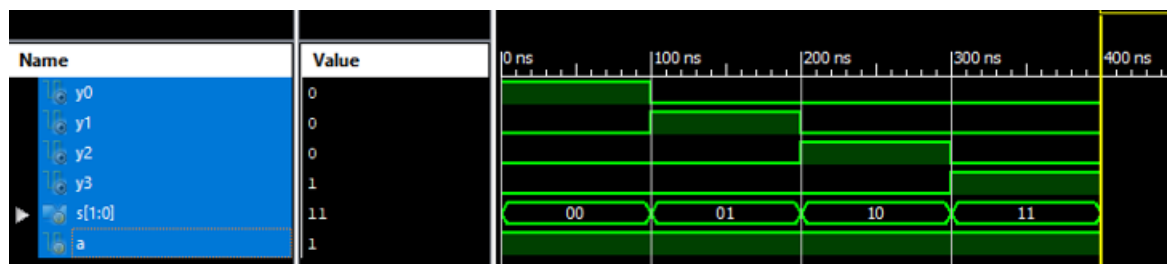 Name Value 0 ns 100 ns 200 ns 300 ns 400 ns
y0 0
y1 0
y2 0
y3 1
s[1:0] 11 00 01 10 11
a 1